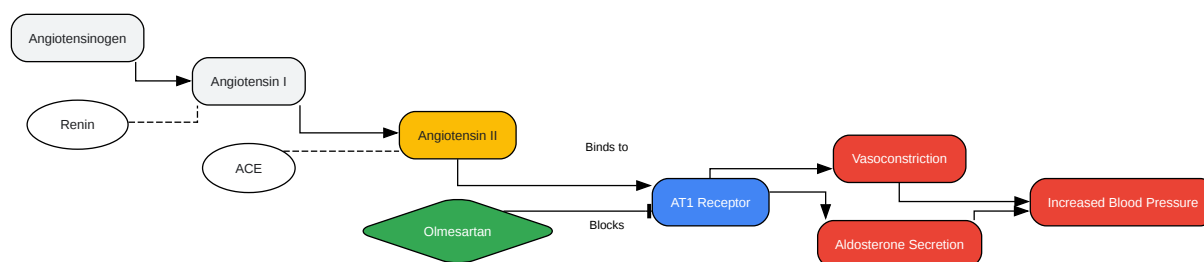 Angiotensinogen
Angiotensin I
Renin
ACE
Angiotensin II
Binds to
Olmesartan
Blocks
AT1 Receptor
Vasoconstriction
Aldosterone Secretion
Increased Blood Pressure